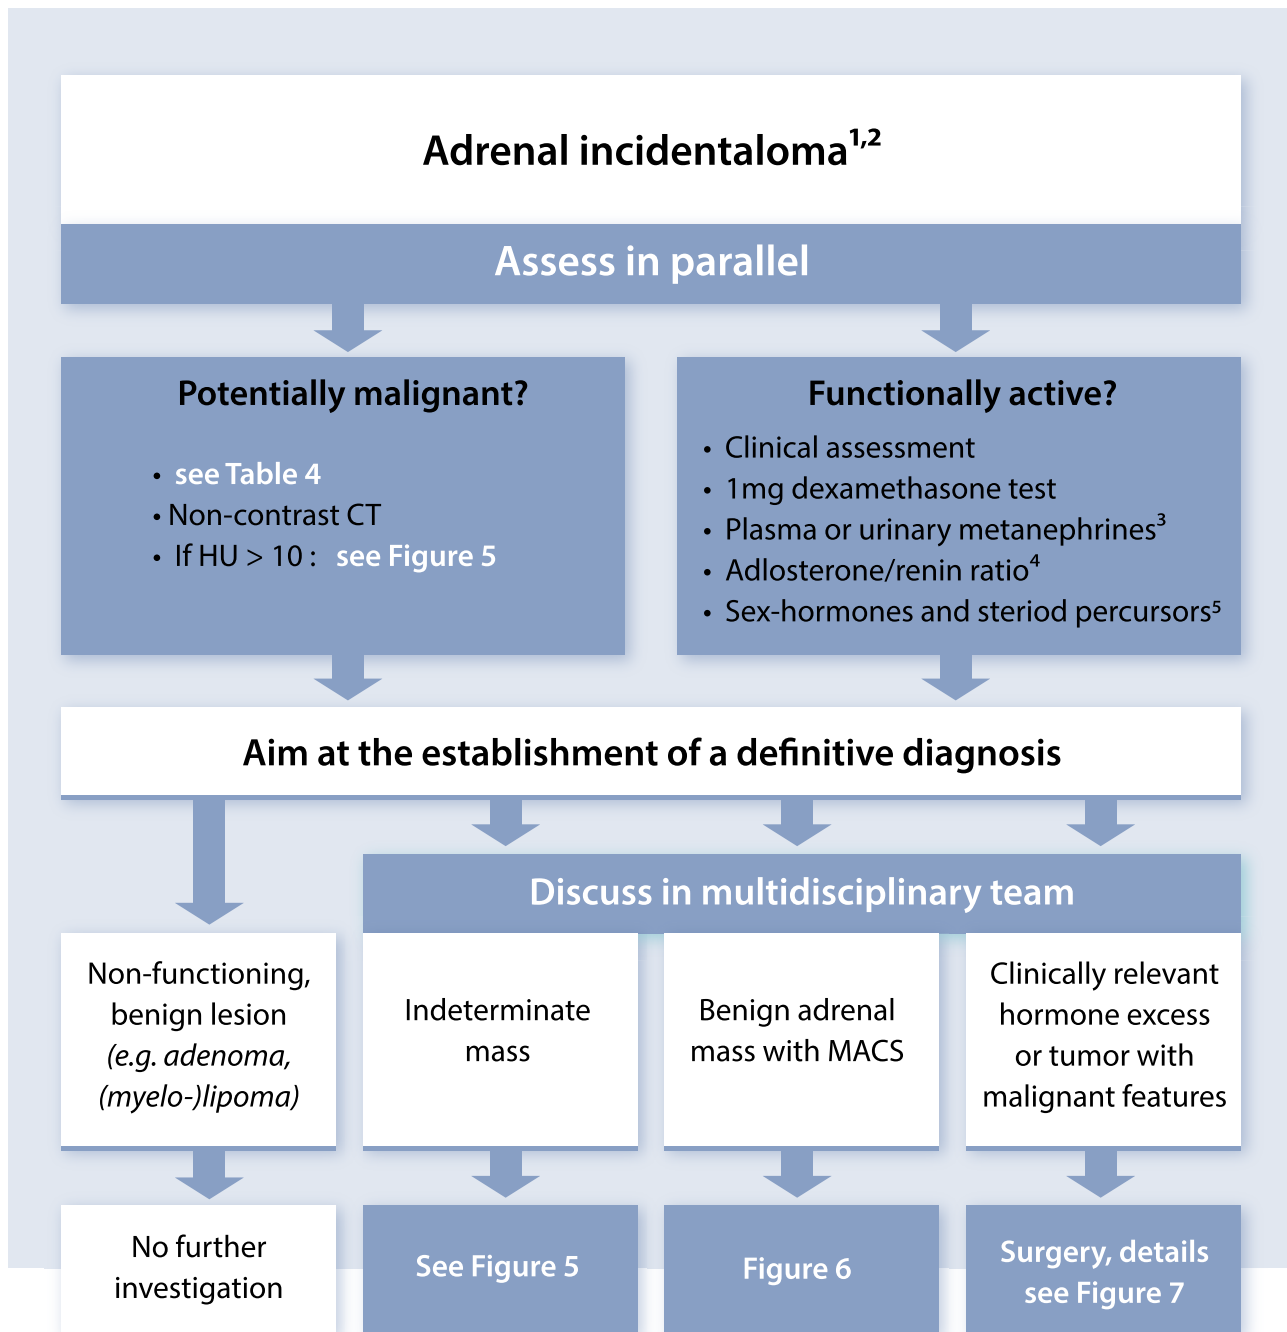 Adrenal incidentaloma¹,²
Assess in parallel
Potentially malignant?
• see Table 4
• Non-contrast CT
• If HU > 10 : see Figure 5
Functionally active?
• Clinical assessment
• 1mg dexamethasone test
• Plasma or urinary metanephrines³
• Adlosterone/renin ratio⁴
• Sex-hormones and steriod percursors⁵
Aim at the establishment of a definitive diagnosis
Discuss in multidisciplinary team
Non-functioning,
benign lesion
(e.g. adenoma,
(myelo-)lipoma)
Indeterminate
mass
Benign adrenal
mass with MACS
Clinically relevant
hormone excess
or tumor with
malignant features
No further
investigation
See Figure 5
Figure 6
Surgery, details
see Figure 7